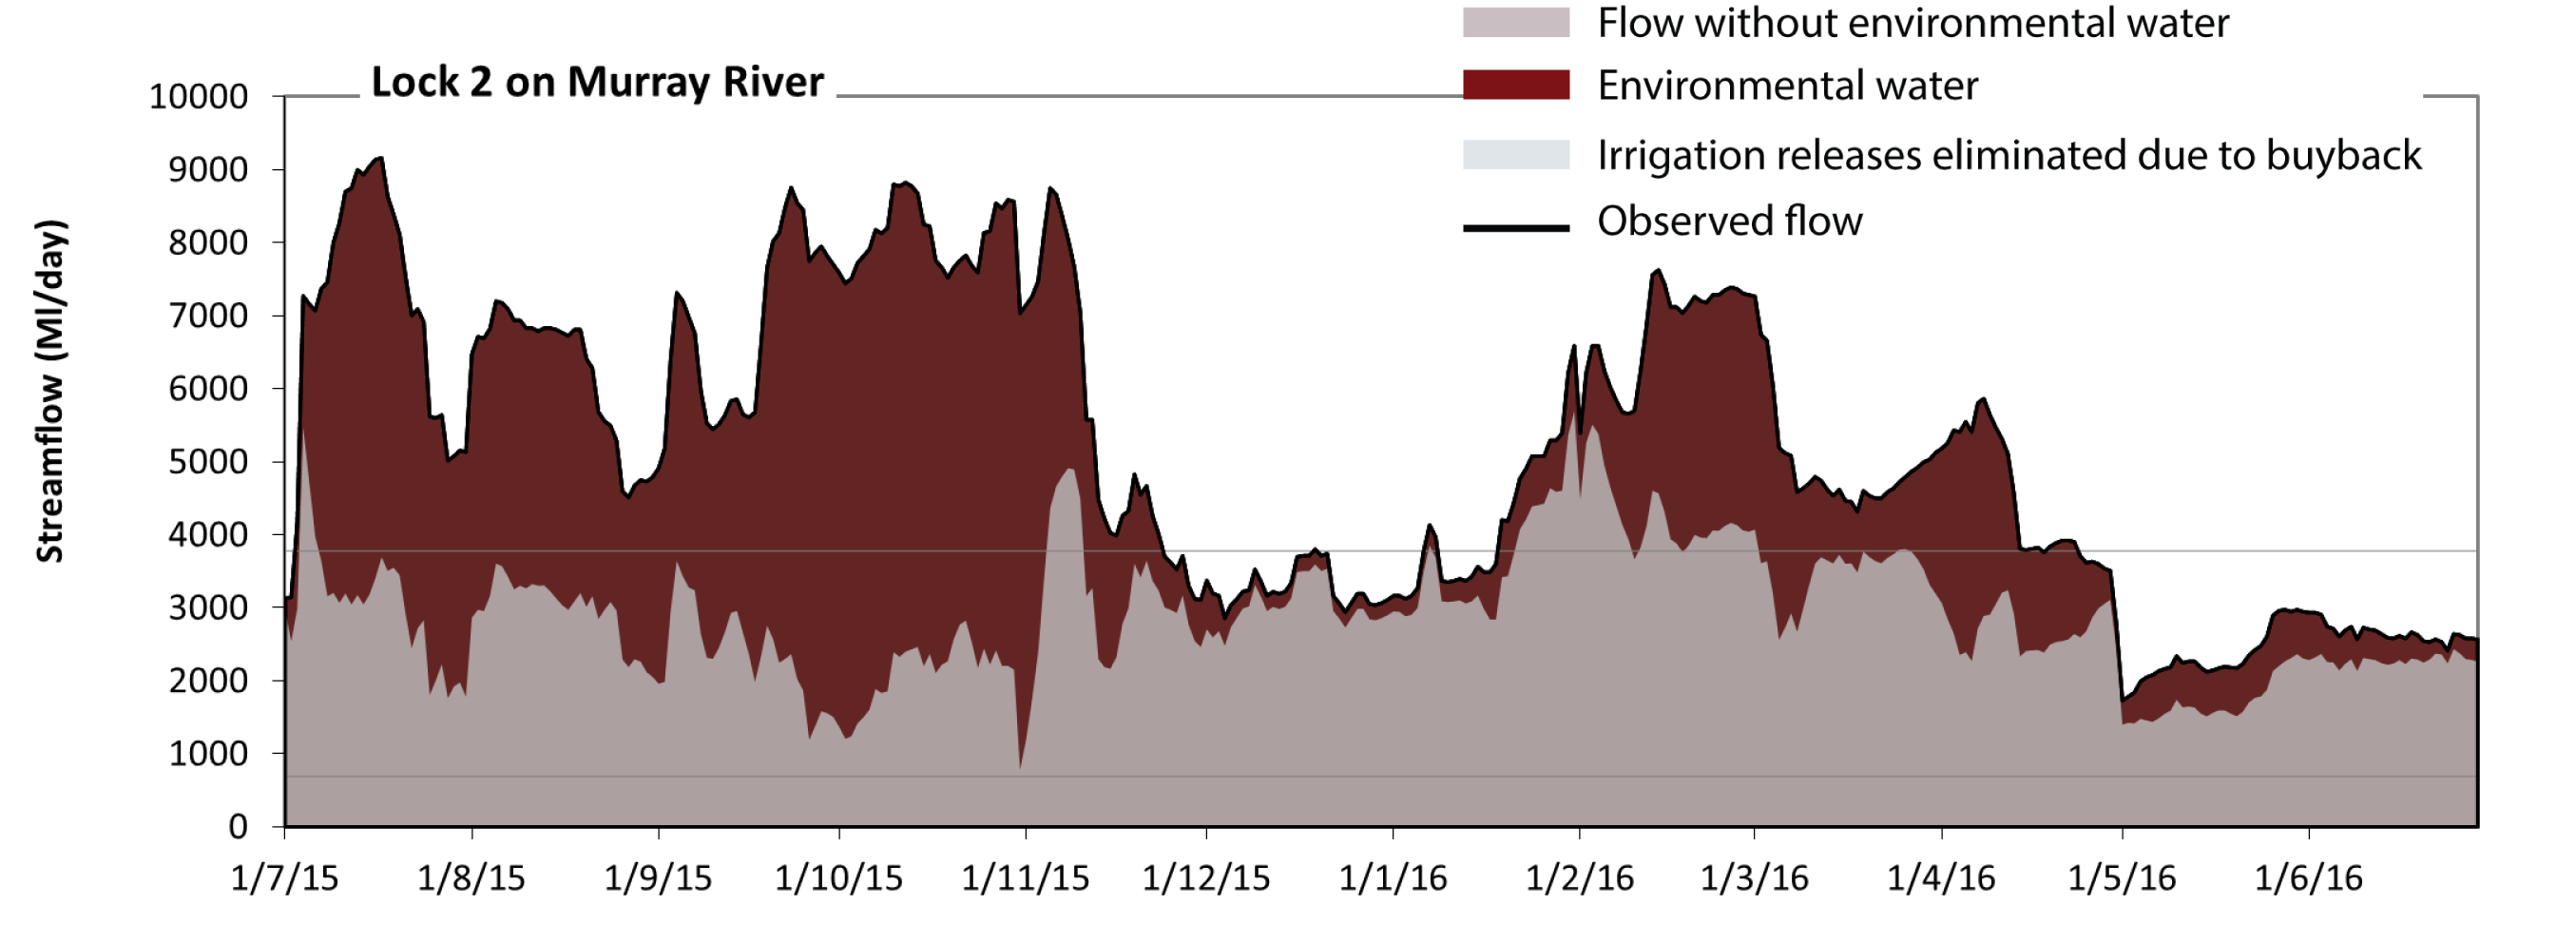 Flow without environmental water
Lock 2 on Murray River
Environmental water
Irrigation releases eliminated due to buyback
Observed flow
Streamflow (Ml/day)
10000
9000
8000
7000
6000
5000
4000
3000
2000
1000
0
1/7/15 1/8/15 1/9/15 1/10/15 1/11/15 1/12/15 1/1/16 1/2/16 1/3/16 1/4/16 1/5/16 1/6/16